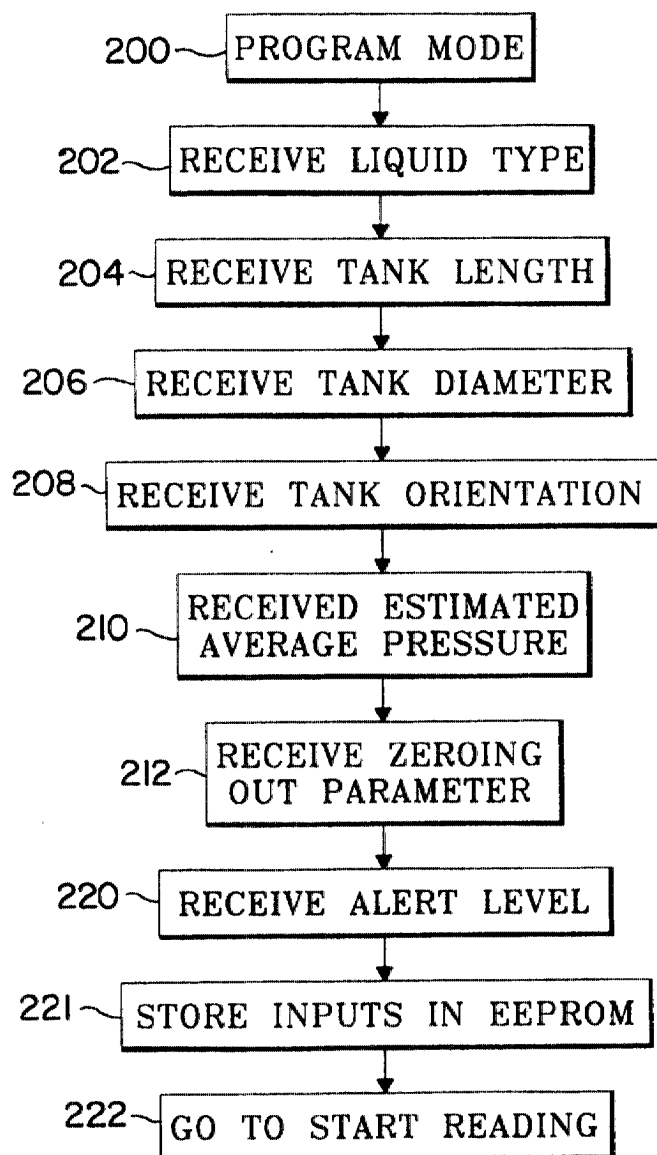 200 PROGRAM MODE
202 RECEIVE LIQUID TYPE
204 RECEIVE TANK LENGTH
206 RECEIVE TANK DIAMETER
208 RECEIVE TANK ORIENTATION
210 RECEIVED ESTIMATED
AVERAGE PRESSURE
212 RECEIVE ZEROING
OUT PARAMETER
220 RECEIVE ALERT LEVEL
221 STORE INPUTS IN EEPROM
222 GO TO START READING